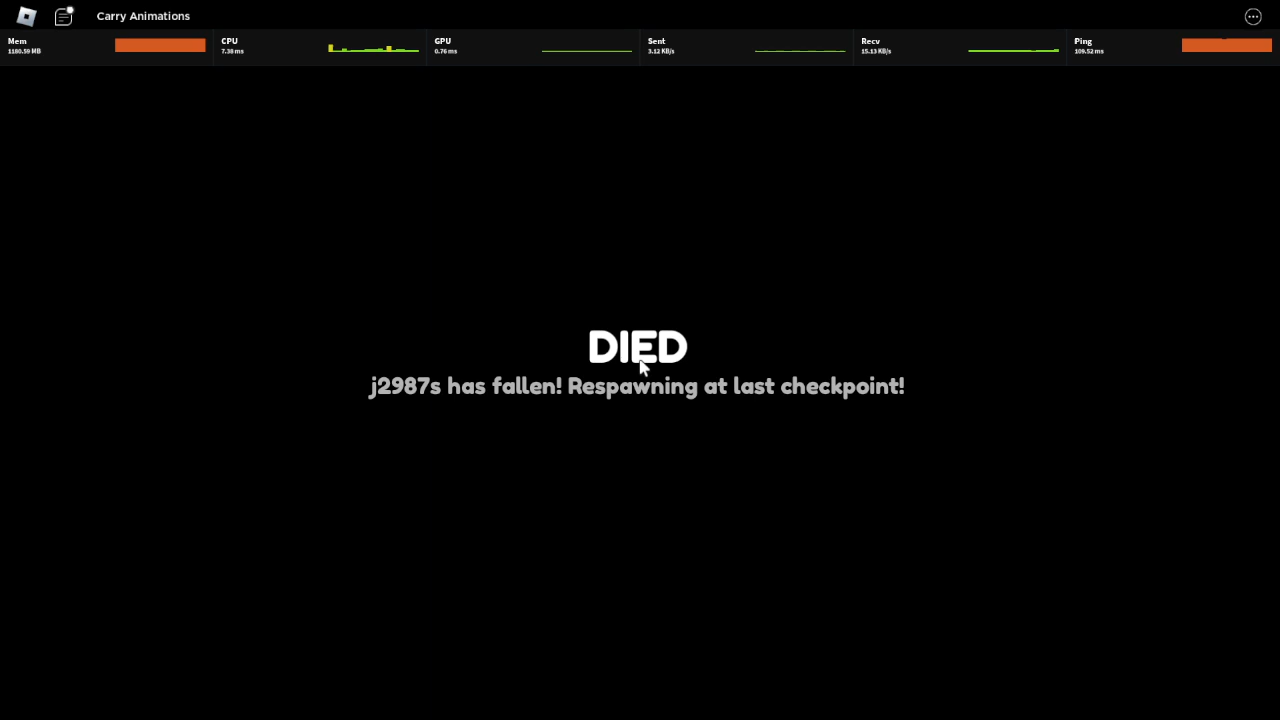 Carry Animations
Mem CPU GPU Sent Recv Ping
1180.59 MB 7.38 ms 0.76 ms 3.12 KB/s 15.13 KB/s 109.52 ms
DIED
j2987s has fallen! Respawning at last checkpoint!